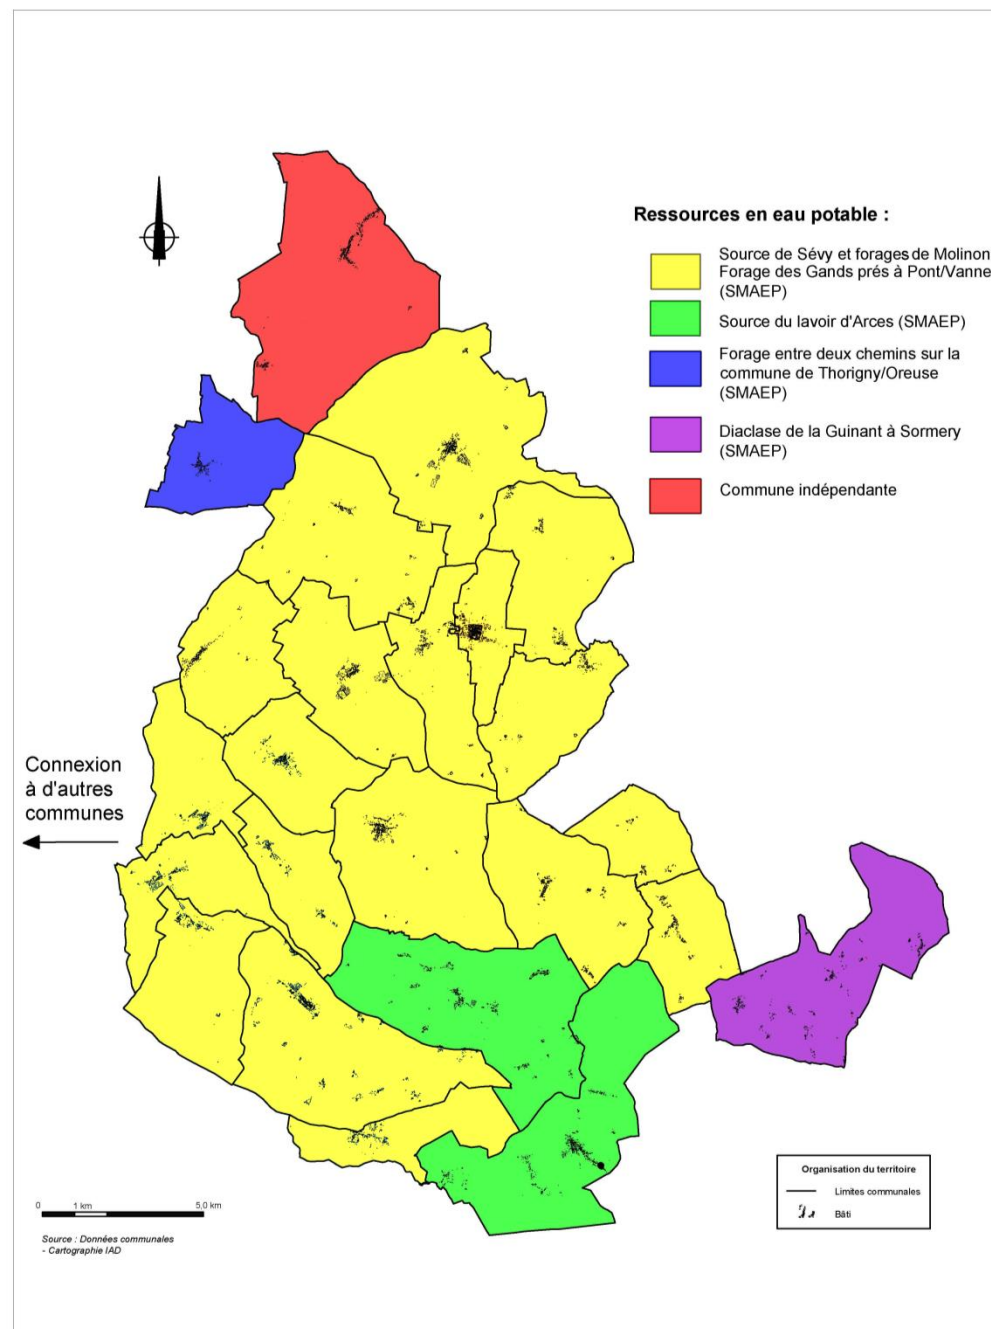 Ressources en eau potable :
Source de Sévy et forages de Molinon
Forage des Gands prés à Pont/Vanne
(SMAEP)
Source du lavoir d'Arces (SMAEP)
Forage entre deux chemins sur la
commune de Thorigny/Oreuse
(SMAEP)
Diaclase de la Guinant à Sormery
(SMAEP)
Commune indépendante
Connexion
à d'autres
communes
Organisation du territoire
Limites communales
Bâti
0 1 km 5,0 km
Source : Données communales
- Cartographie IAD